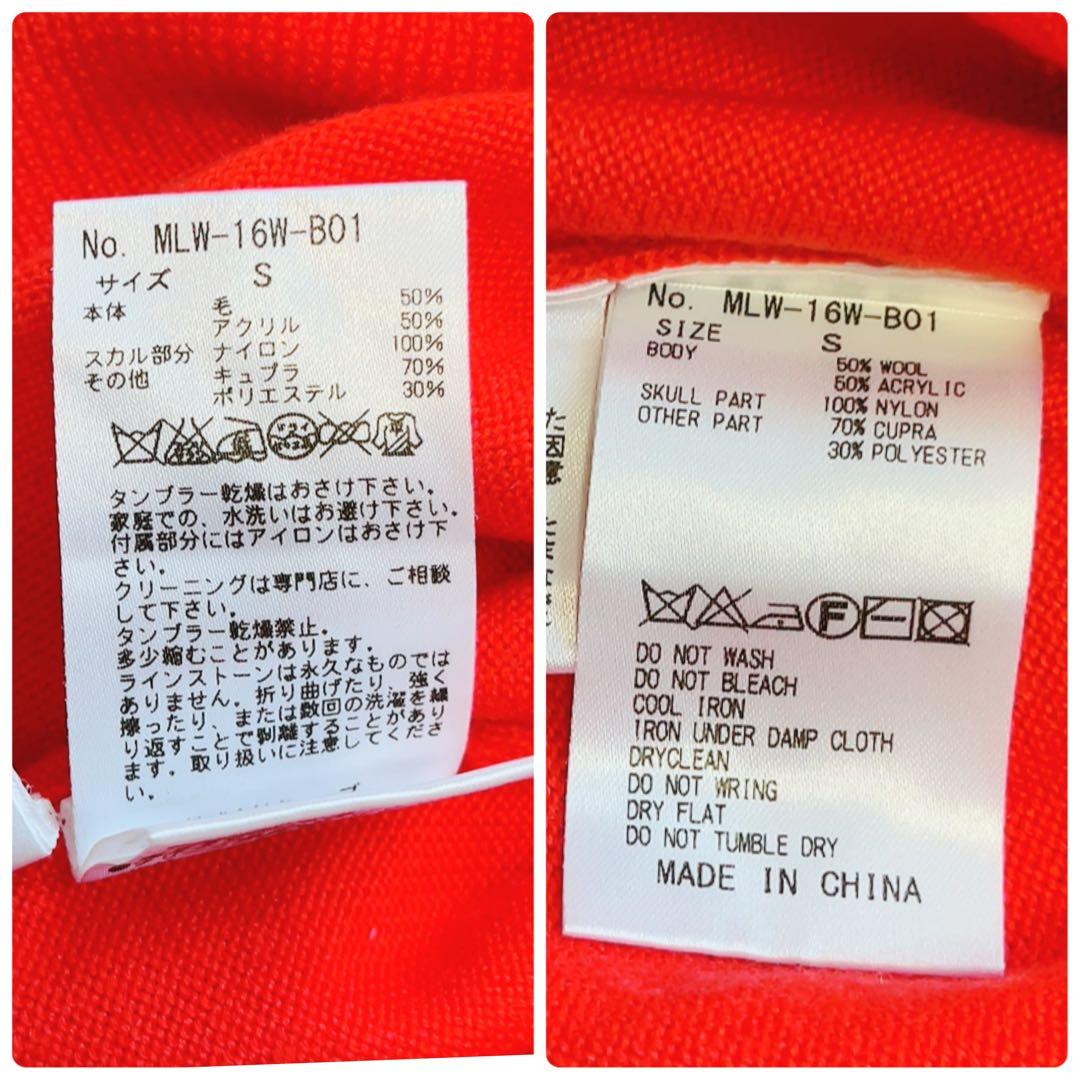 No. MLW-16W-B01
サイズ S
本体 毛 50%
アクリル 50%
スカル部分 ナイロン 100%
その他 キュプラ 70%
ポリエステル 30%
タンブラー乾燥はおさけ下さい。
家庭での、水洗いはお避け下さい。
付属部分にはアイロンはおさけ下
さい。
クリーニングは専門店に、ご相談
して下さい。
タンブラー乾燥禁止。
多少縮むことがあります。
ラインストーンは永久なものでは
ありません。折り曲げたり、強く
擦ったり、または数回の洗濯を繰
り返すことで剥離することがあり
ます。取り扱いに注意してくださ
い。
No. MLW-16W-B01
SIZE S
BODY 50% WOOL
50% ACRYLIC
SKULL PART 100% NYLON
OTHER PART 70% CUPRA
30% POLYESTER
F
DO NOT WASH
DO NOT BLEACH
COOL IRON
IRON UNDER DAMP CLOTH
DRYCLEAN
DO NOT WRING
DRY FLAT
DO NOT TUMBLE DRY
MADE IN CHINA